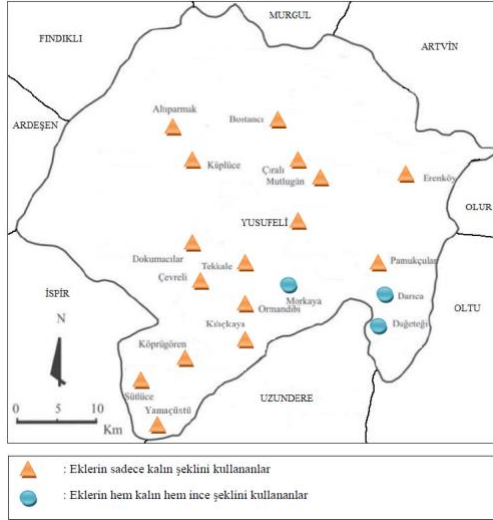 MURGUL
FINDIKLI
ARTVİN
Altıparmak
Bostancı
ARDEŞEN
Küplüce
Çıralı
Mutlugün
Erenköy
OLUR
YUSUFELİ
Dokumacılar
Tekkale
Pamukçular
Çevreli
İSPİR
Morkaya
Darıca
OLTU
Ormandibi
N
Kılıçkaya
Dağeteği
Köprügören
Sütlüce
UZUNDERE
0 5 10
Km
Yamaçüstü
: Eklerin sadece kalın şeklini kullananlar
: Eklerin hem kalın hem ince şeklini kullananlar